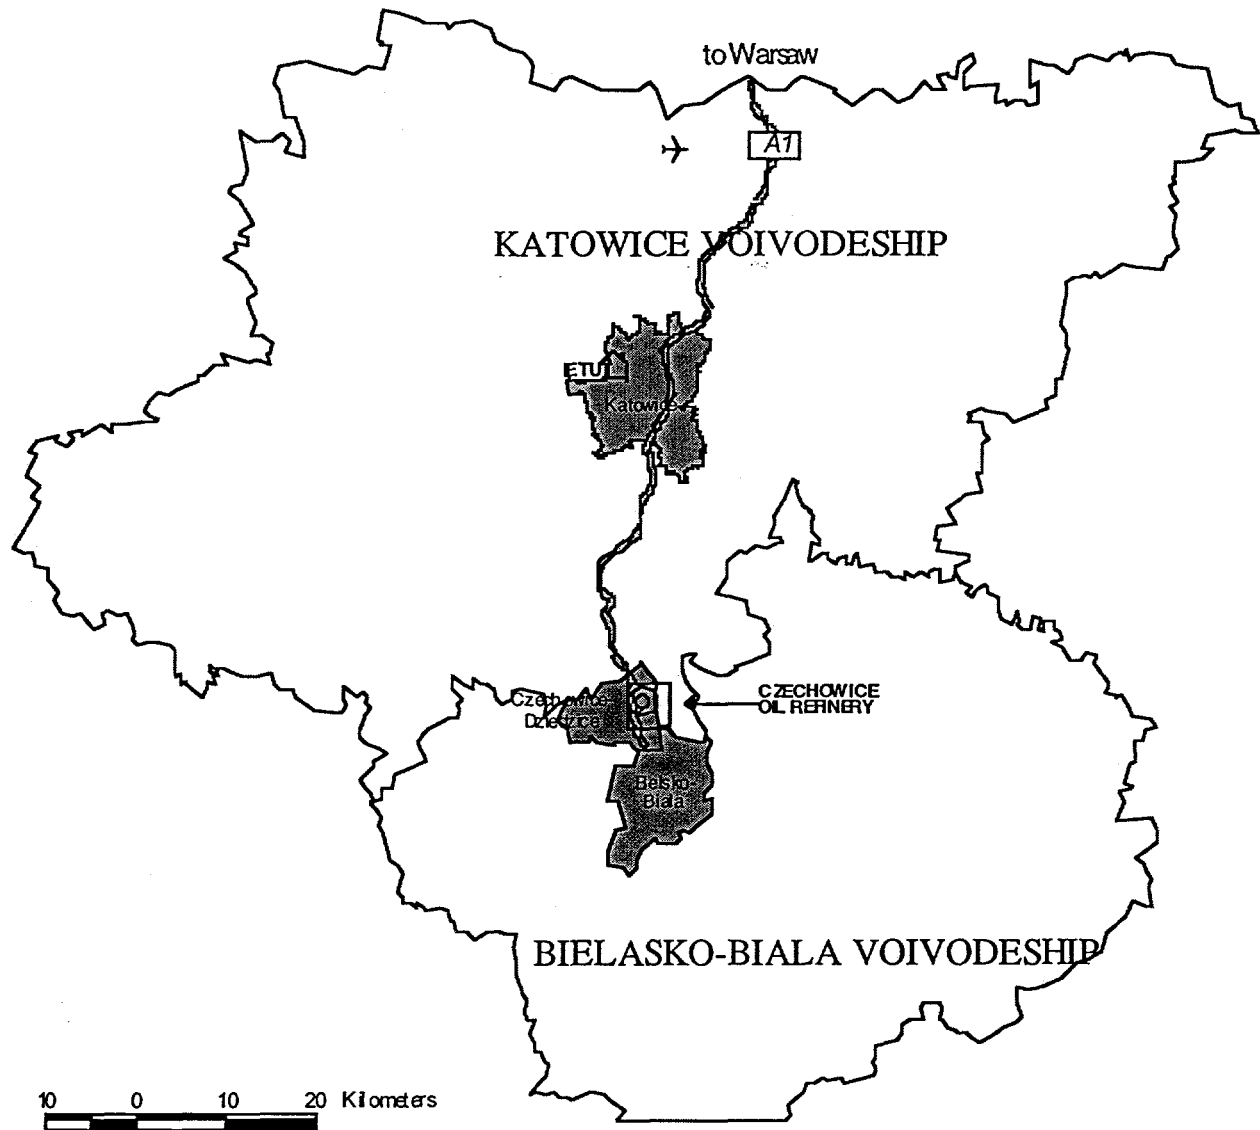 to Warsaw
A1
KATOWICE VOIVODESHIP
IETU
Katowice
Czechowice-
Dziedzice
CZECHOWICE
OIL REFINERY
Bielsko-
Biala
BIELASKO-BIALA VOIVODESHIP
10 0 10 20 Kilometers